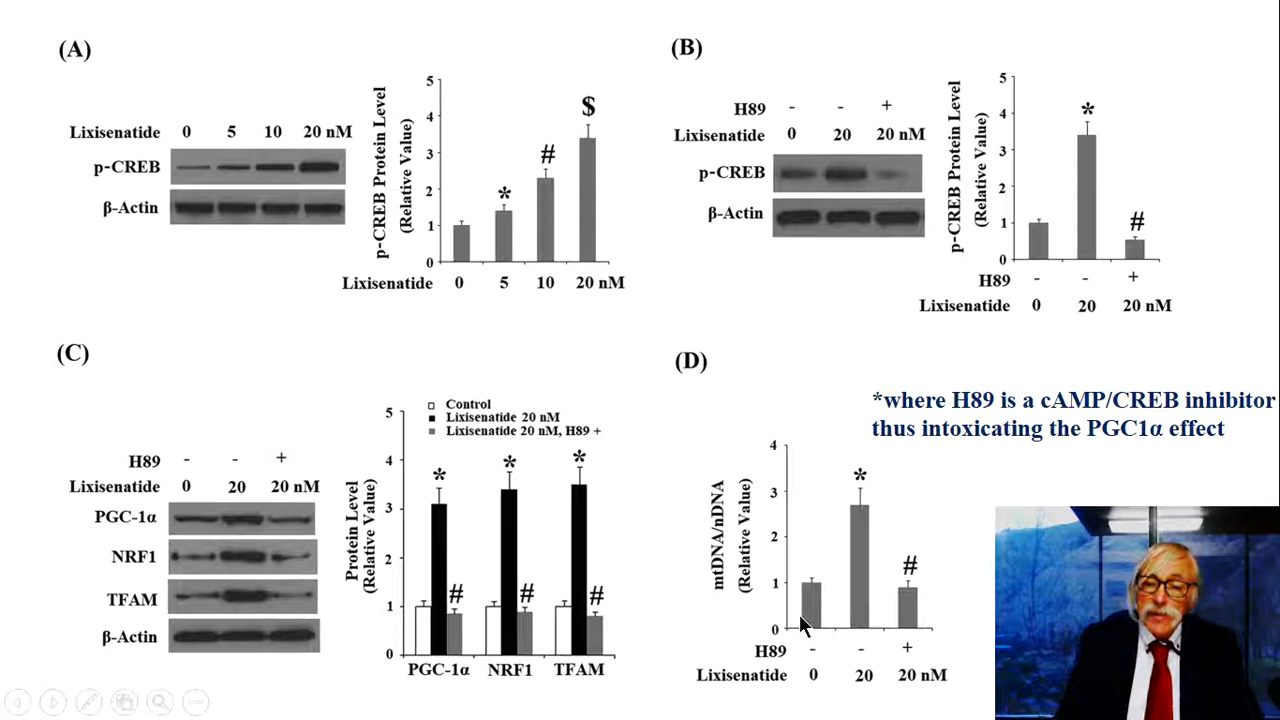 (A)
Lixisenatide 0 5 10 20 nM
p-CREB
β-Actin
p-CREB Protein Level
(Relative Value)
5
4
3
2
1
0
*
#
$
Lixisenatide 0 5 10 20 nM
(B)
H89 - - +
Lixisenatide 0 20 20 nM
p-CREB
β-Actin
p-CREB Protein Level
(Relative Value)
5
4
3
2
1
0
*
#
H89 - - +
Lixisenatide 0 20 20 nM
(C)
H89 - - +
Lixisenatide 0 20 20 nM
PGC-1α
NRF1
TFAM
β-Actin
Protein Level
(Relative Value)
5
4
3
2
1
0
Control
Lixisenatide 20 nM
Lixisenatide 20 nM, H89 +
* * *
# # #
PGC-1α NRF1 TFAM
(D)
*where H89 is a cAMP/CREB inhibitor
thus intoxicating the PGC1α effect
mtDNA/nDNA
(Relative Value)
4
3
2
1
0
*
#
H89 - - +
Lixisenatide 0 20 20 nM